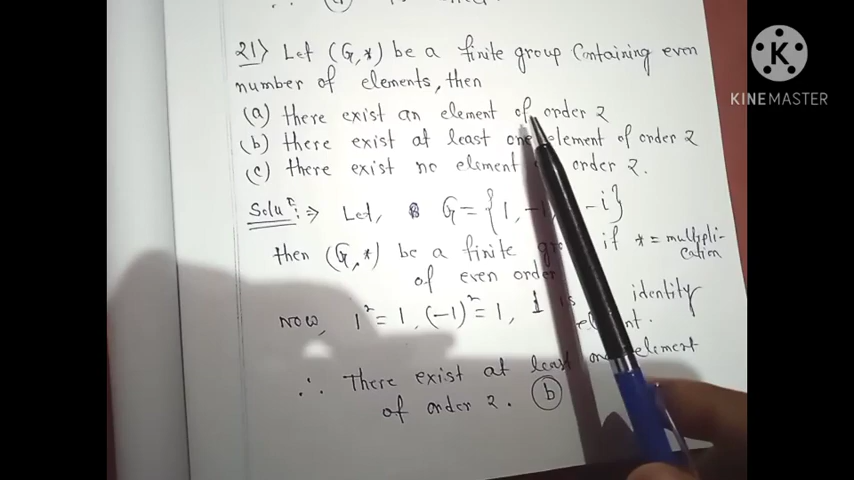 21> Let (G,*) be a finite group containing even
number of elements, then
(a) there exist an element of order 2
(b) there exist at least one element of order 2
(c) there exist no element order 2.
Soluⁿ :⇒ Let, G = {1, -1, -i}
then (G,*) be a finite if * = multipli-
cation
of even order
Now, 1² = 1, (-1)² = 1, 1 is identity
∴ There exist at least one element
of order 2. (b)
K
KINEMASTER